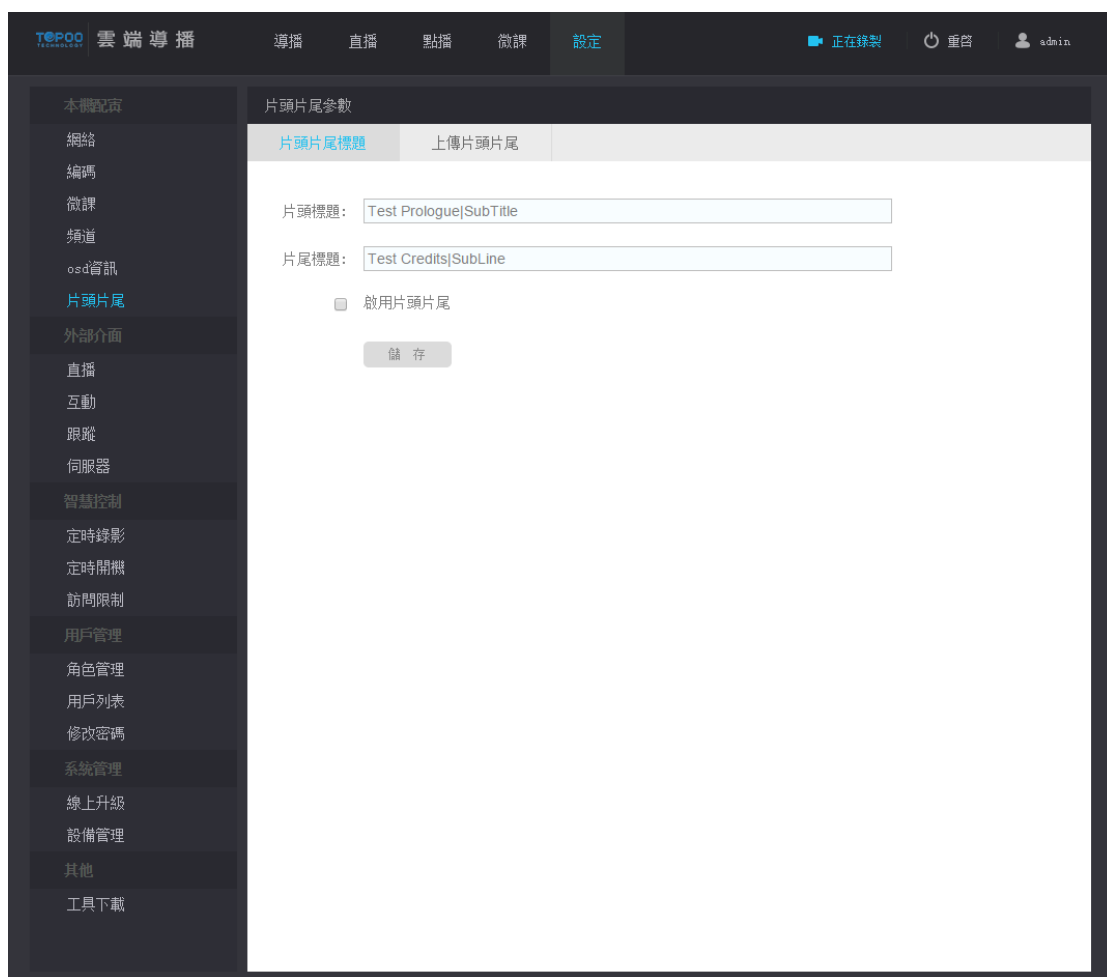 TOPOO TECHNOLOGY 雲端導播 導播 直播 點播 微課 設定 正在錄製 重啓 admin
本機配寘
網絡
編碼
微課
頻道
osd資訊
片頭片尾
外部介面
直播
互動
跟蹤
伺服器
智慧控制
定時錄影
定時開機
訪問限制
用戶管理
角色管理
用戶列表
修改密碼
系統管理
線上升級
設備管理
其他
工具下載
片頭片尾參數
片頭片尾標題 上傳片頭片尾
片頭標題: Test Prologue|SubTitle
片尾標題: Test Credits|SubLine
啟用片頭片尾
儲 存